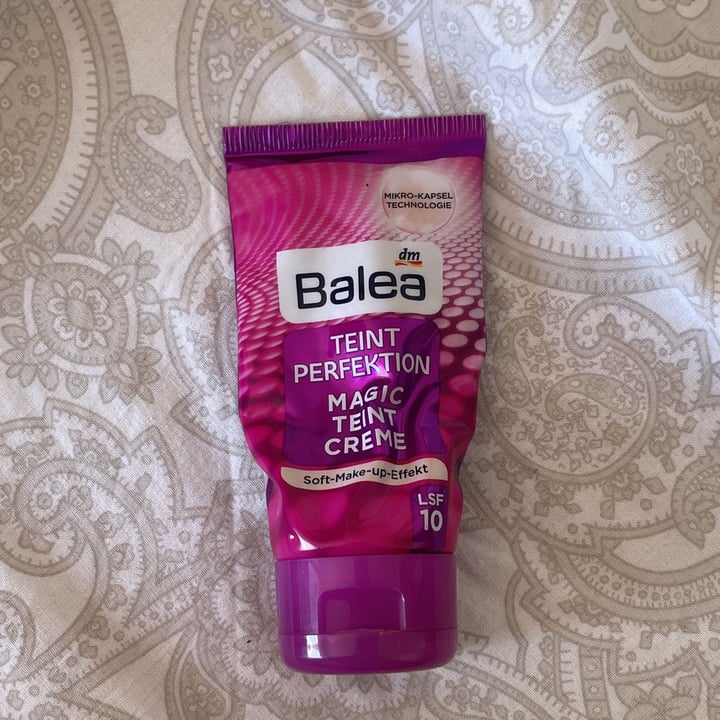 MIKRO-KAPSEL
TECHNOLOGIE
dm
Balea
TEINT
PERFEKTION
MAGIC
TEINT
CREME
Soft-Make-up-Effekt
LSF
10